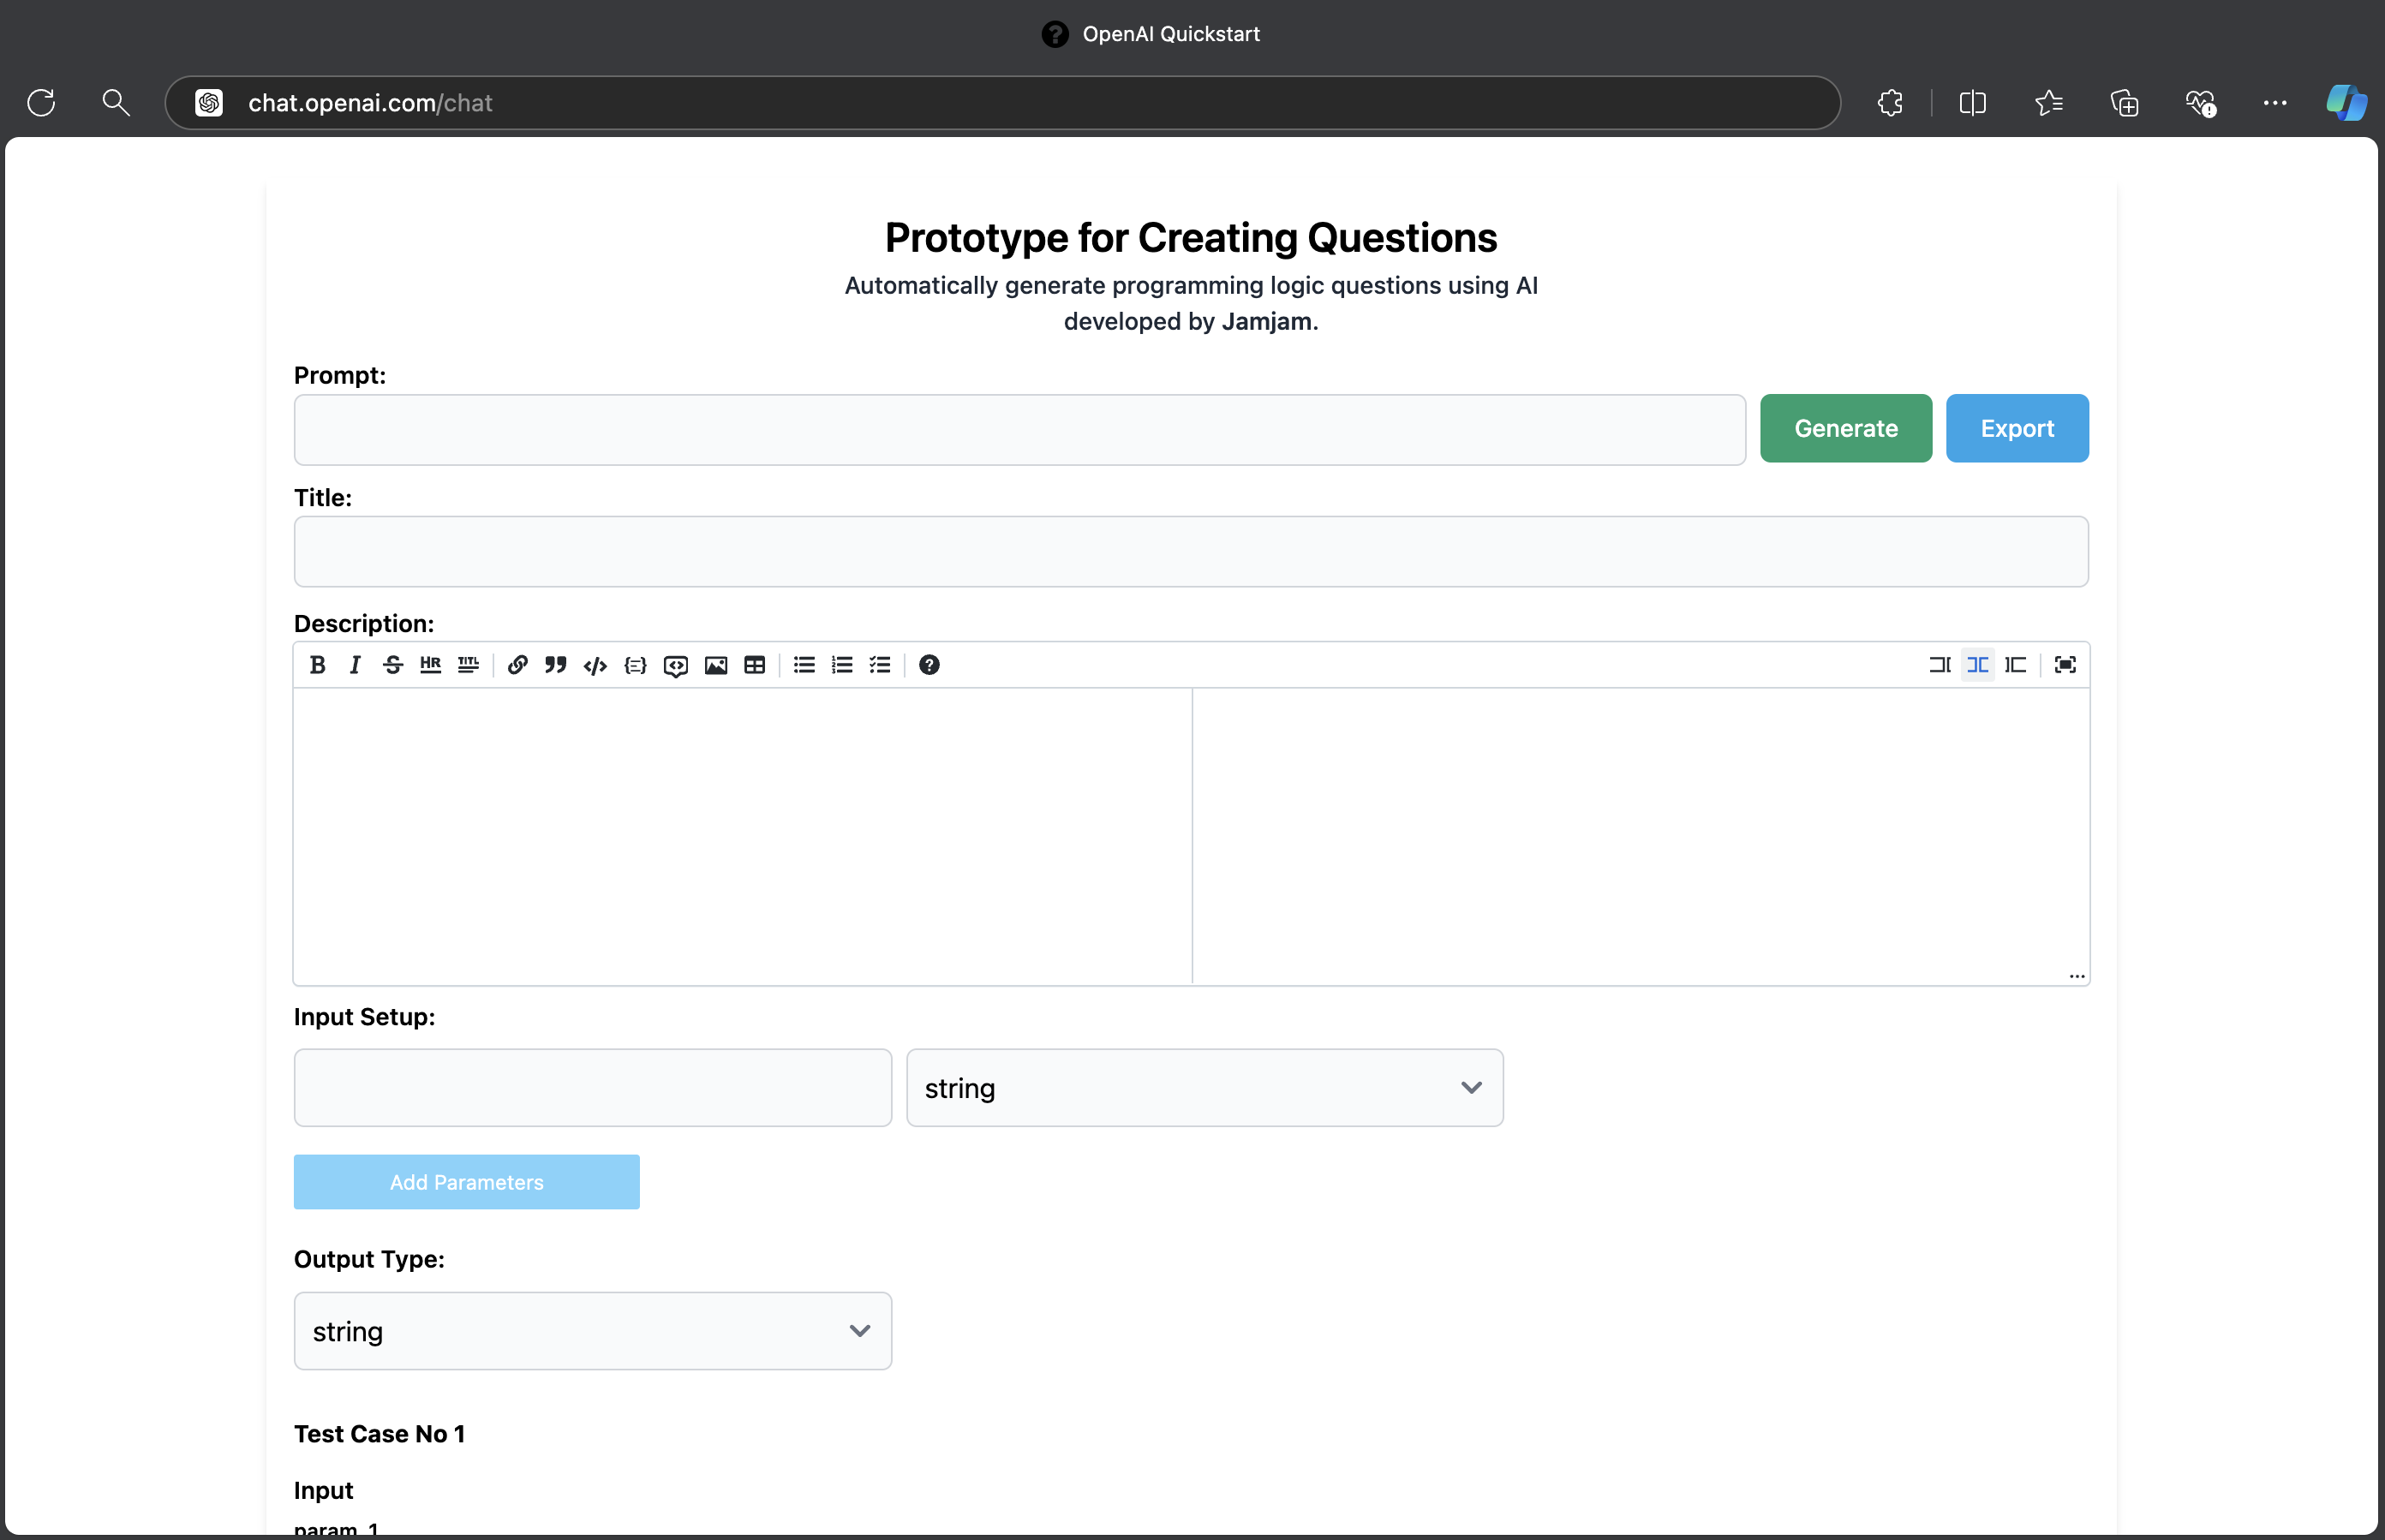 OpenAI Quickstart
chat.openai.com/chat
Prototype for Creating Questions
Automatically generate programming logic questions using AI
developed by Jamjam.
Prompt:
Generate
Export
Title:
Description:
B I S HR TITL
Input Setup:
string
Add Parameters
Output Type:
string
Test Case No 1
Input
param_1